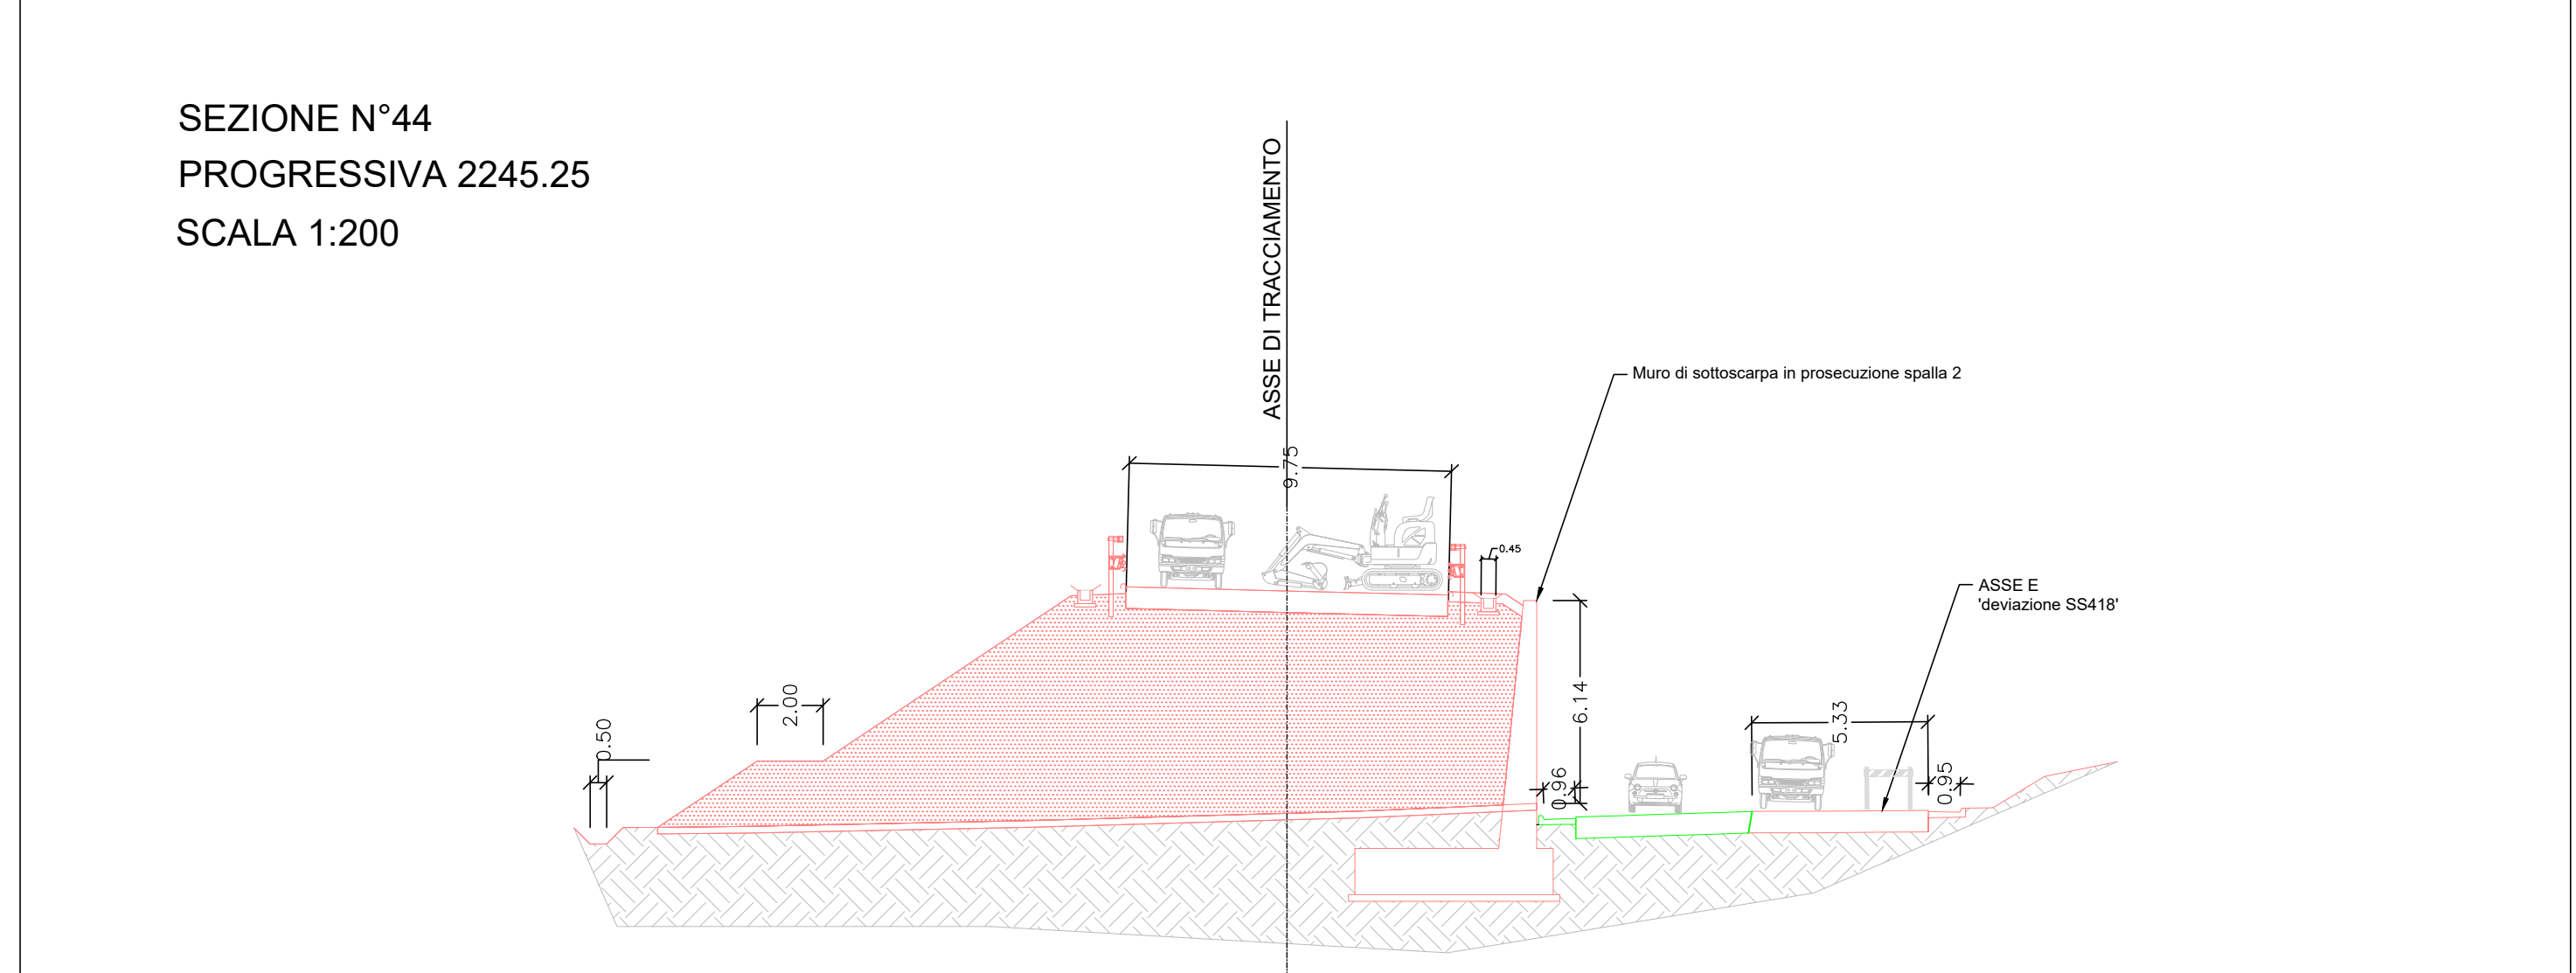 SEZIONE N°44
PROGRESSIVA 2245.25
SCALA 1:200
ASSE DI TRACCIAMENTO
Muro di sottoscarpa in prosecuzione spalla 2
9.75
0.45
ASSE E
'deviazione SS418'
6.14
2.00
0.50
5.33
0.96
0.95